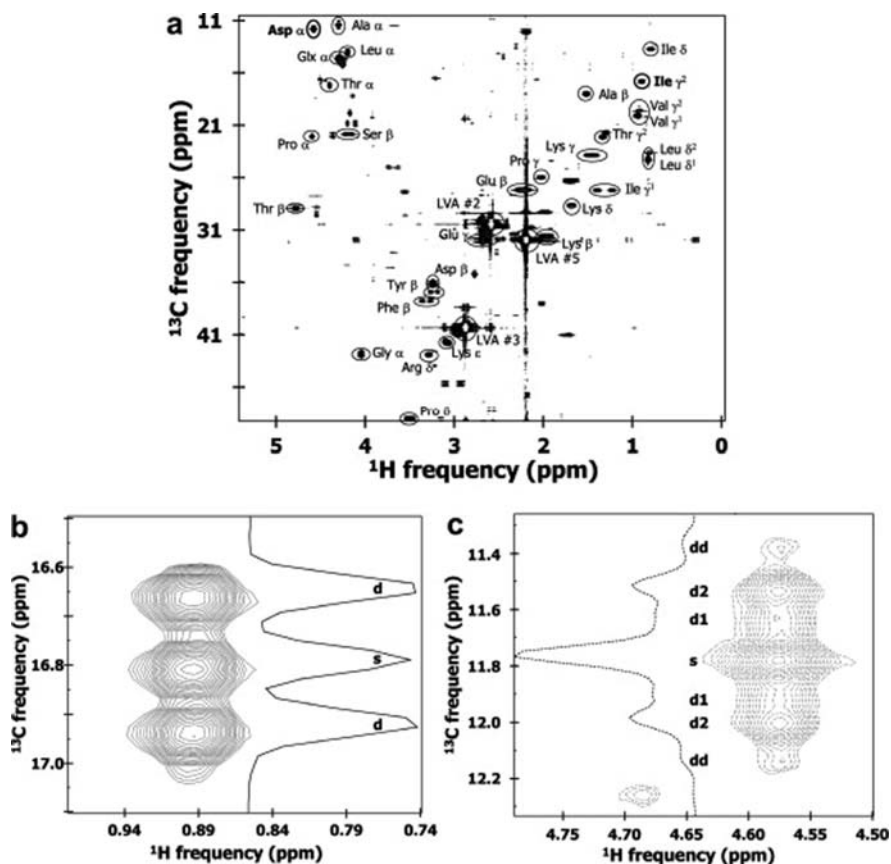 a
11
21
31
41
13C frequency (ppm)
5 4 3 2 1 0
1H frequency (ppm)
Asp α
Ala α
Glx α
Leu α
Thr α
Pro α
Ser β
Thr β
Ile δ
Ile γ2
Ala β
Val γ2
Val γ1
Thr γ2
Lys γ
Leu δ2
Leu δ1
Pro γ
Glu β
Ile γ1
Lys δ
LVA #2
Glu γ
Lys β
LVA #5
Asp β
Tyr β
Phe β
LVA #3
Gly α
Lys ε
Arg δ
Pro δ
b
13C frequency (ppm)
16.6
16.8
17.0
d
s
d
0.94 0.89 0.84 0.79 0.74
1H frequency (ppm)
c
13C frequency (ppm)
11.4
11.6
11.8
12.0
12.2
dd
d2
d1
s
d1
d2
dd
4.75 4.70 4.65 4.60 4.55 4.50
1H frequency (ppm)